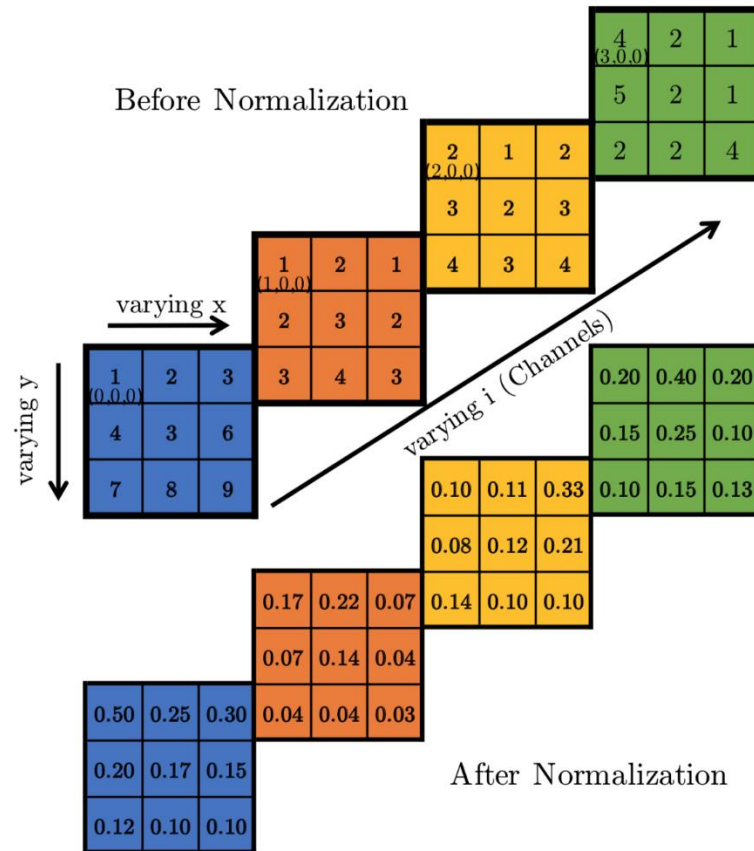 Before Normalization
4 2 1
(3,0,0)
5 2 1
2 2 4
2 1 2
(2,0,0)
3 2 3
4 3 4
1 2 1
(1,0,0)
2 3 2
3 4 3
varying x
varying y
1 2 3
(0,0,0)
4 3 6
7 8 9
varying i (Channels)
0.20 0.40 0.20
0.15 0.25 0.10
0.10 0.15 0.13
0.10 0.11 0.33
0.08 0.12 0.21
0.14 0.10 0.10
0.17 0.22 0.07
0.07 0.14 0.04
0.04 0.04 0.03
0.50 0.25 0.30
0.20 0.17 0.15
0.12 0.10 0.10
After Normalization